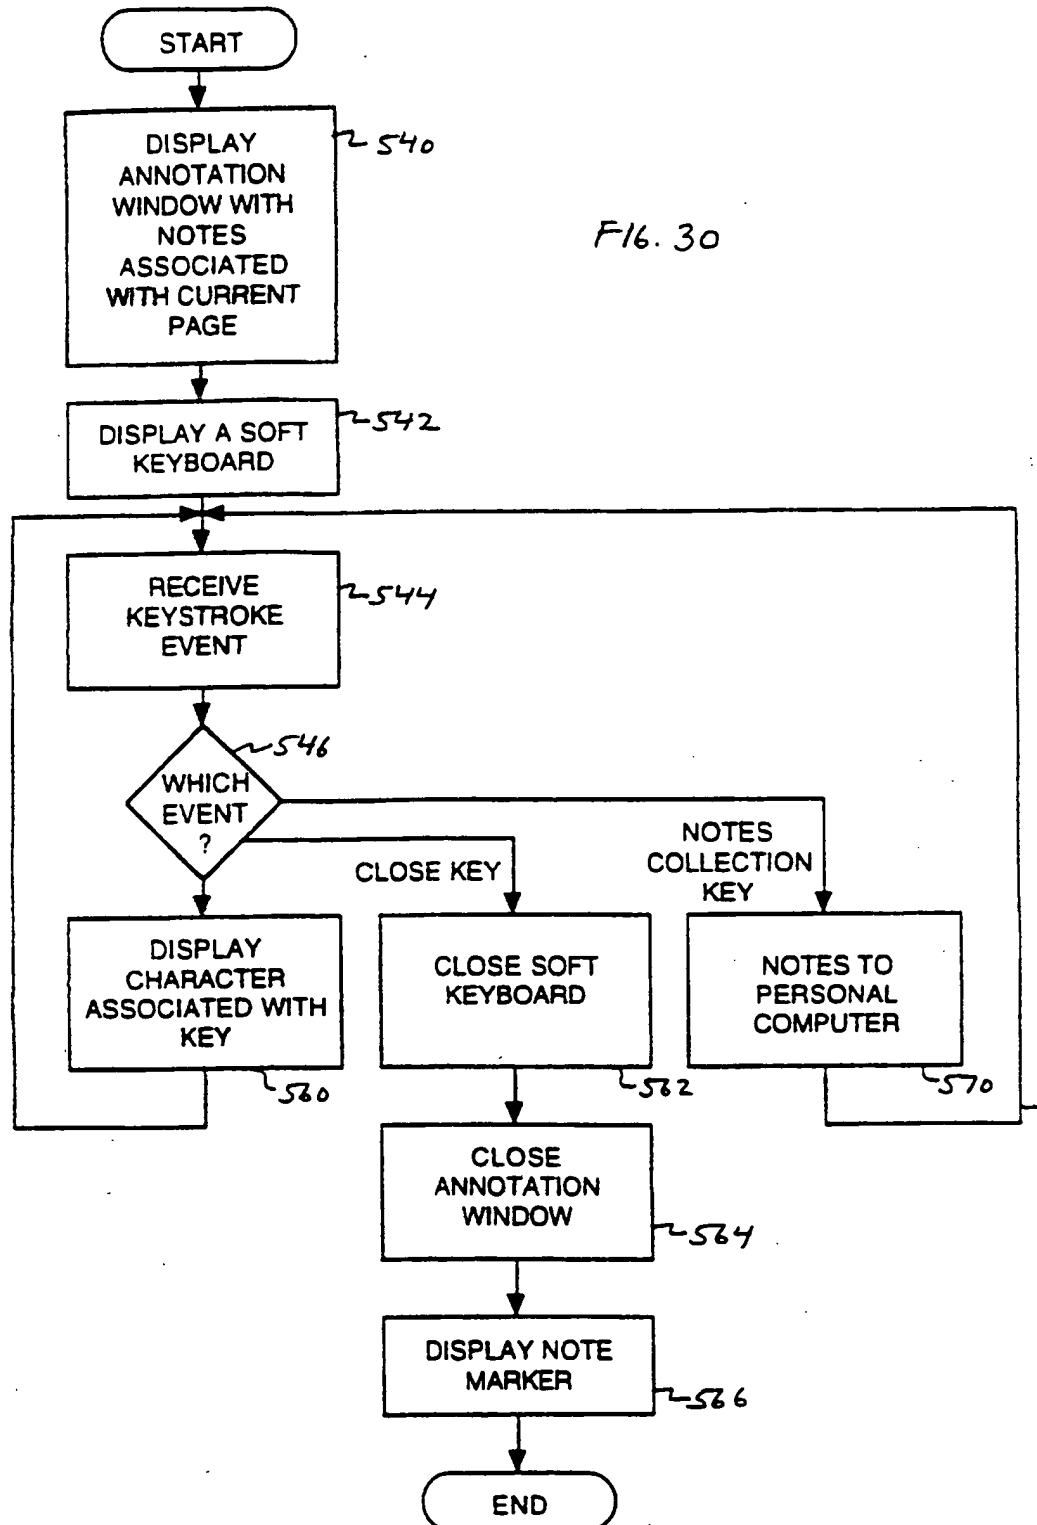 START
DISPLAY
ANNOTATION
WINDOW WITH
NOTES
ASSOCIATED
WITH CURRENT
PAGE
540
FIG. 30
DISPLAY A SOFT
KEYBOARD
542
RECEIVE
KEYSTROKE
EVENT
544
WHICH
EVENT
?
546
CLOSE KEY
NOTES
COLLECTION
KEY
DISPLAY
CHARACTER
ASSOCIATED WITH
KEY
560
CLOSE SOFT
KEYBOARD
562
NOTES TO
PERSONAL
COMPUTER
570
CLOSE
ANNOTATION
WINDOW
564
DISPLAY NOTE
MARKER
566
END